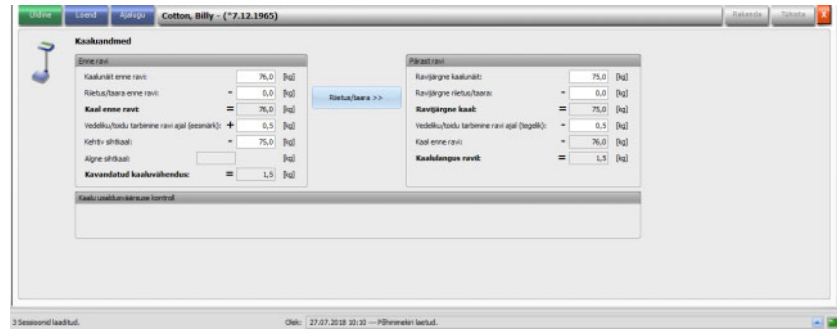 Üldine Loend Ajalugu Cotton, Billy - (*7.12.1965) Rakenda Tühista X
Kaaluandmed
Enne ravi
Kaalunäit enne ravi: 76,0 [kg]
Riietus/taara enne ravi: - 0,0 [kg]
Kaal enne ravi: = 76,0 [kg]
Vedeliku/toidu tarbimine ravi ajal (eesmärk): + 0,5 [kg]
Kehtiv sihtkaal: - 75,0 [kg]
Algne sihtkaal: [kg]
Kavandatud kaaluvähendus: = 1,5 [kg]
Riietus/taara >>
Pärast ravi
Ravijärgne kaalunäit: 75,0 [kg]
Ravijärgne riietus/taara: - 0,0 [kg]
Ravijärgne kaal: = 75,0 [kg]
Vedeliku/toidu tarbimine ravi ajal (tegelik): - 0,5 [kg]
Kaal enne ravi: - 76,0 [kg]
Kaalulangus ravil: = 1,5 [kg]
Kaalu usaldusväärsuse kontroll
3 Sessioonid laaditud. Olek: 27.07.2018 10:10 --- Põhimenüü laetud.